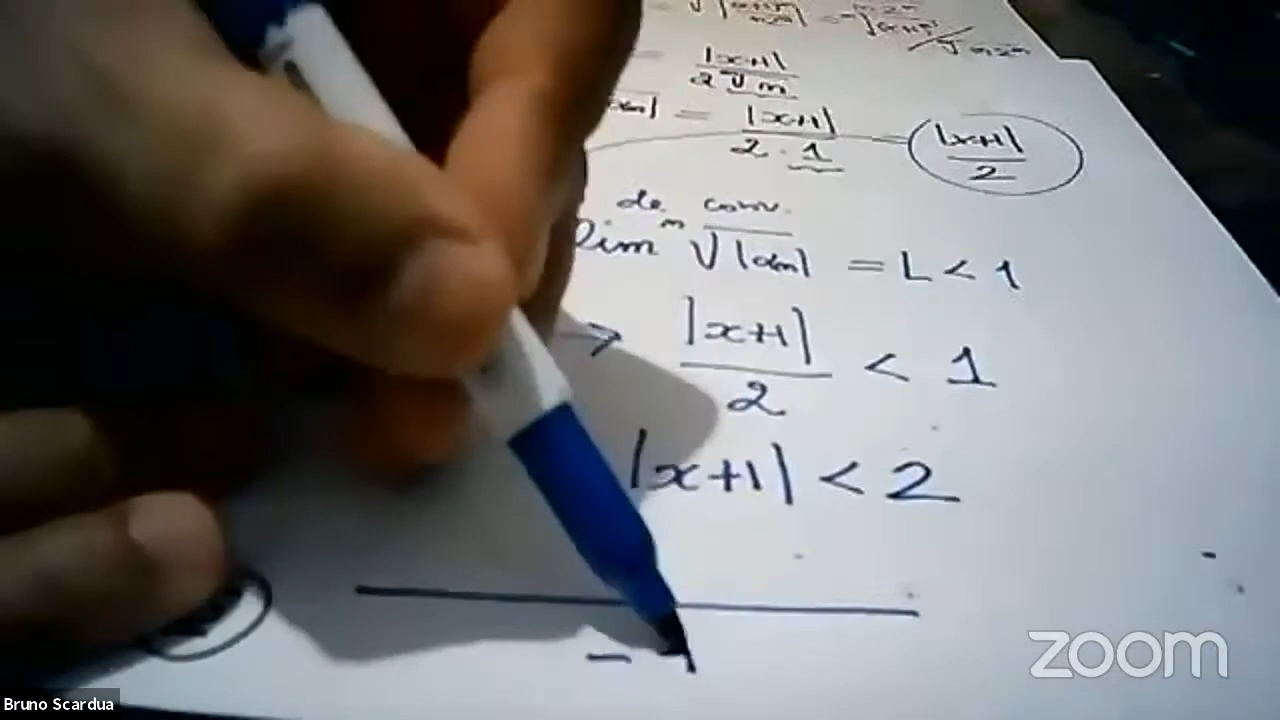 = |x+1| / 2 ⁿ√n
= |x+1| / 2 · 1 = |x+1| / 2
de conv.
lim ⁿ√|an| = L < 1
→ |x+1| / 2 < 1
|x+1| < 2
- 1
zoom
Bruno Scardua